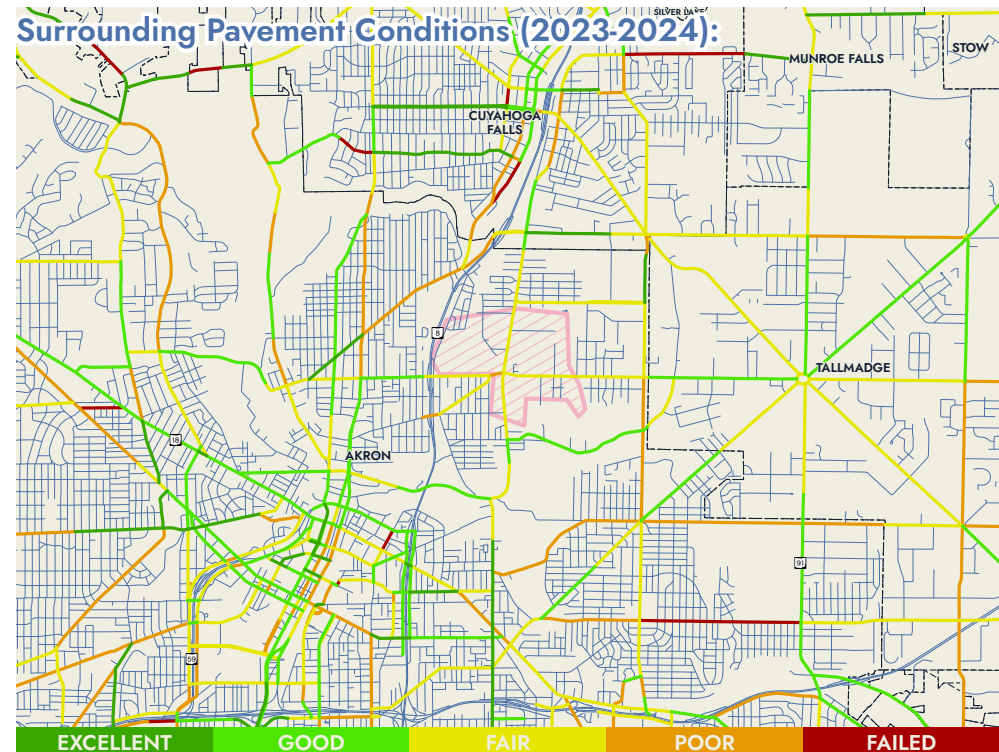 SILVER LAKE
Surrounding Pavement Conditions (2023-2024):
STOW
MUNROE FALLS
CUYAHOGA
FALLS
8
TALLMADGE
18
AKRON
91
59
EXCELLENT GOOD FAIR POOR FAILED